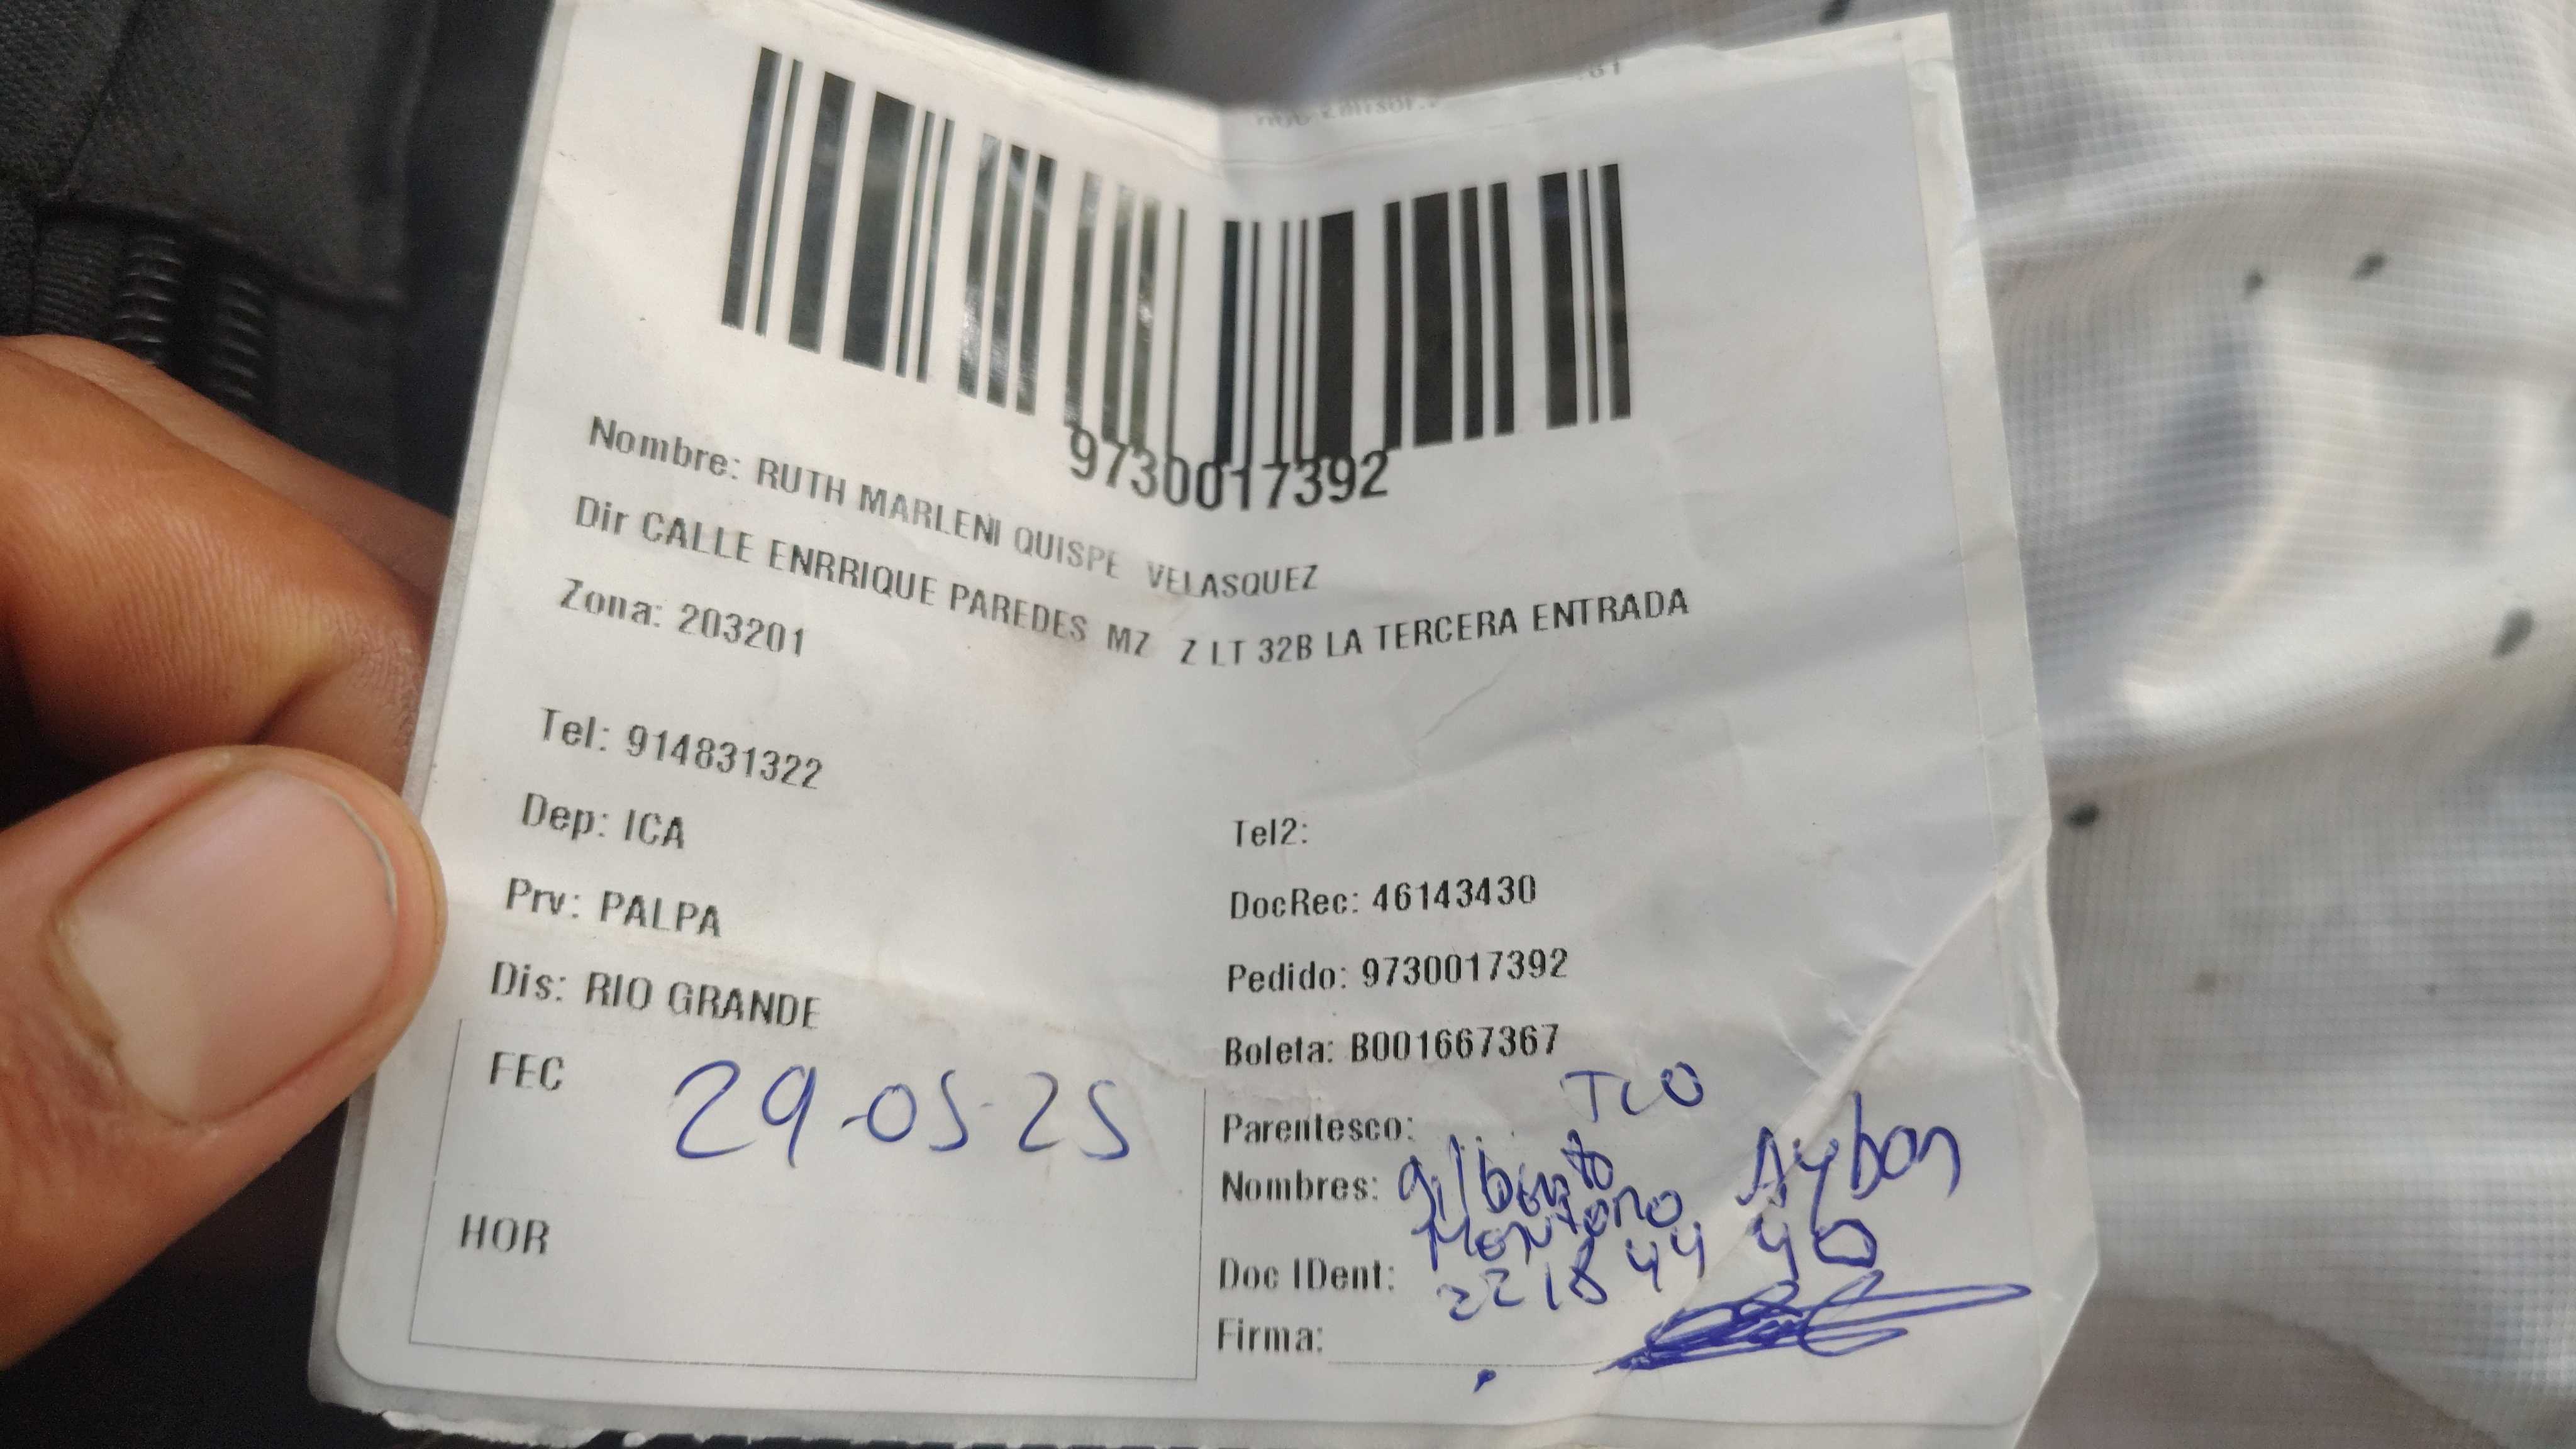 9730017392
Nombre: RUTH MARLENI QUISPE VELASQUEZ
Dir CALLE ENRRIQUE PAREDES MZ Z LT 32B LA TERCERA ENTRADA
Zona: 203201
Tel: 914831322
Tel2:
Dep: ICA
DocRec: 46143430
Prv: PALPA
Pedido: 9730017392
Dis: RIO GRANDE
Boleta: B001667367
FEC 29-05-25
HOR
Parentesco:
Nombres: gilberto
Doc IDent:
Firma: